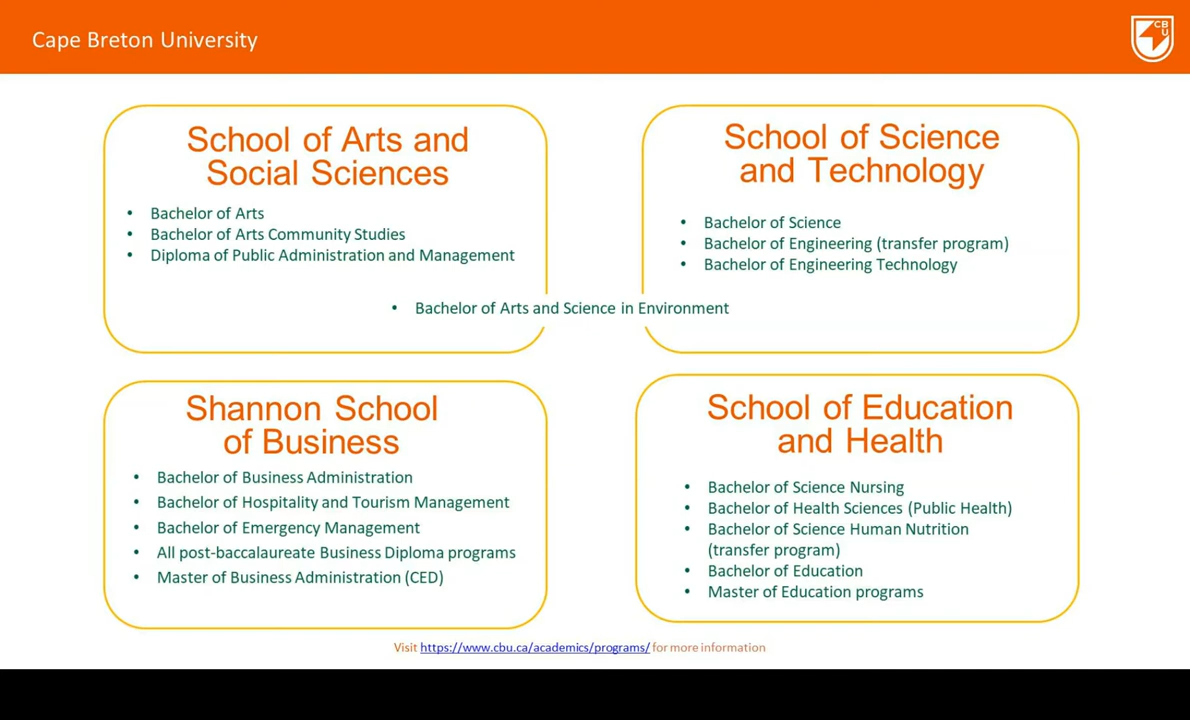 Cape Breton University
CB
U
School of Arts and
Social Sciences
• Bachelor of Arts
• Bachelor of Arts Community Studies
• Diploma of Public Administration and Management
School of Science
and Technology
• Bachelor of Science
• Bachelor of Engineering (transfer program)
• Bachelor of Engineering Technology
• Bachelor of Arts and Science in Environment
Shannon School
of Business
• Bachelor of Business Administration
• Bachelor of Hospitality and Tourism Management
• Bachelor of Emergency Management
• All post-baccalaureate Business Diploma programs
• Master of Business Administration (CED)
School of Education
and Health
• Bachelor of Science Nursing
• Bachelor of Health Sciences (Public Health)
• Bachelor of Science Human Nutrition
(transfer program)
• Bachelor of Education
• Master of Education programs
Visit https://www.cbu.ca/academics/programs/ for more information